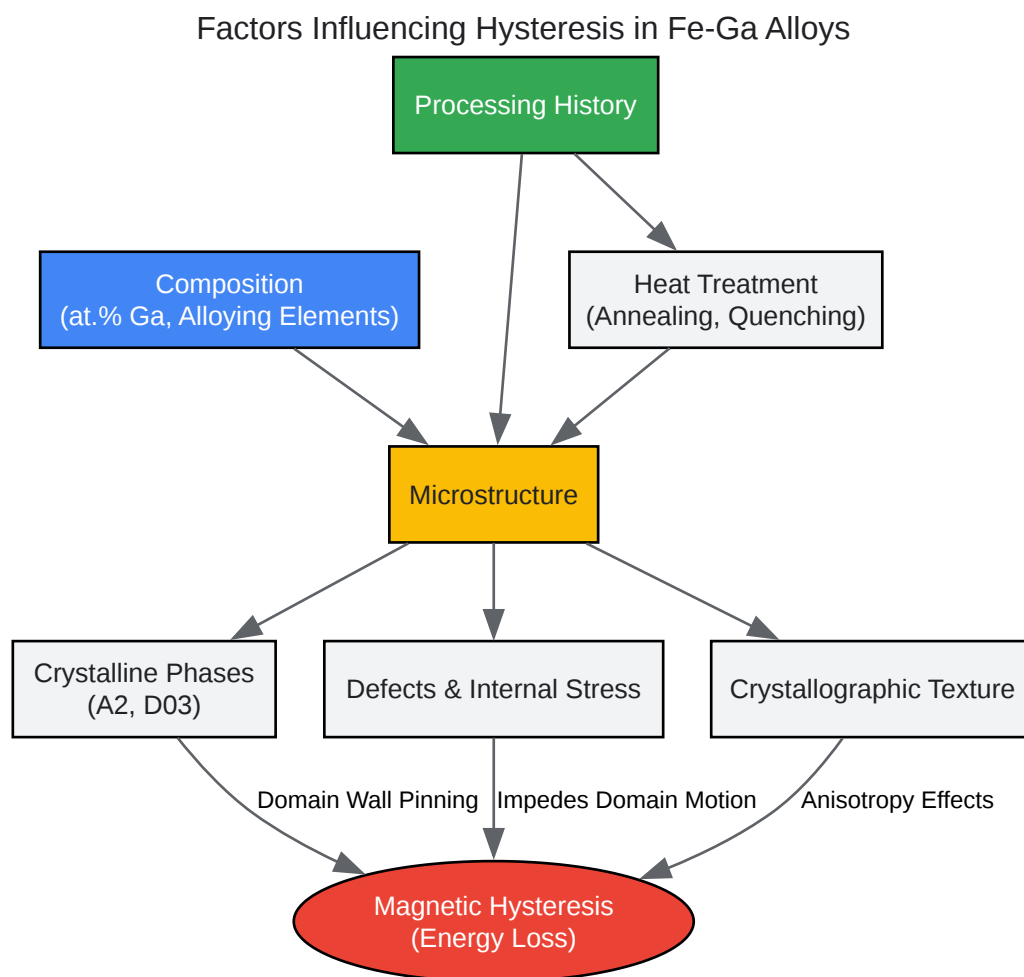 Factors Influencing Hysteresis in Fe-Ga Alloys
Processing History
Composition
(at.% Ga, Alloying Elements)
Heat Treatment
(Annealing, Quenching)
Microstructure
Crystalline Phases
(A2, D03)
Defects & Internal Stress
Crystallographic Texture
Domain Wall Pinning
Impedes Domain Motion
Anisotropy Effects
Magnetic Hysteresis
(Energy Loss)